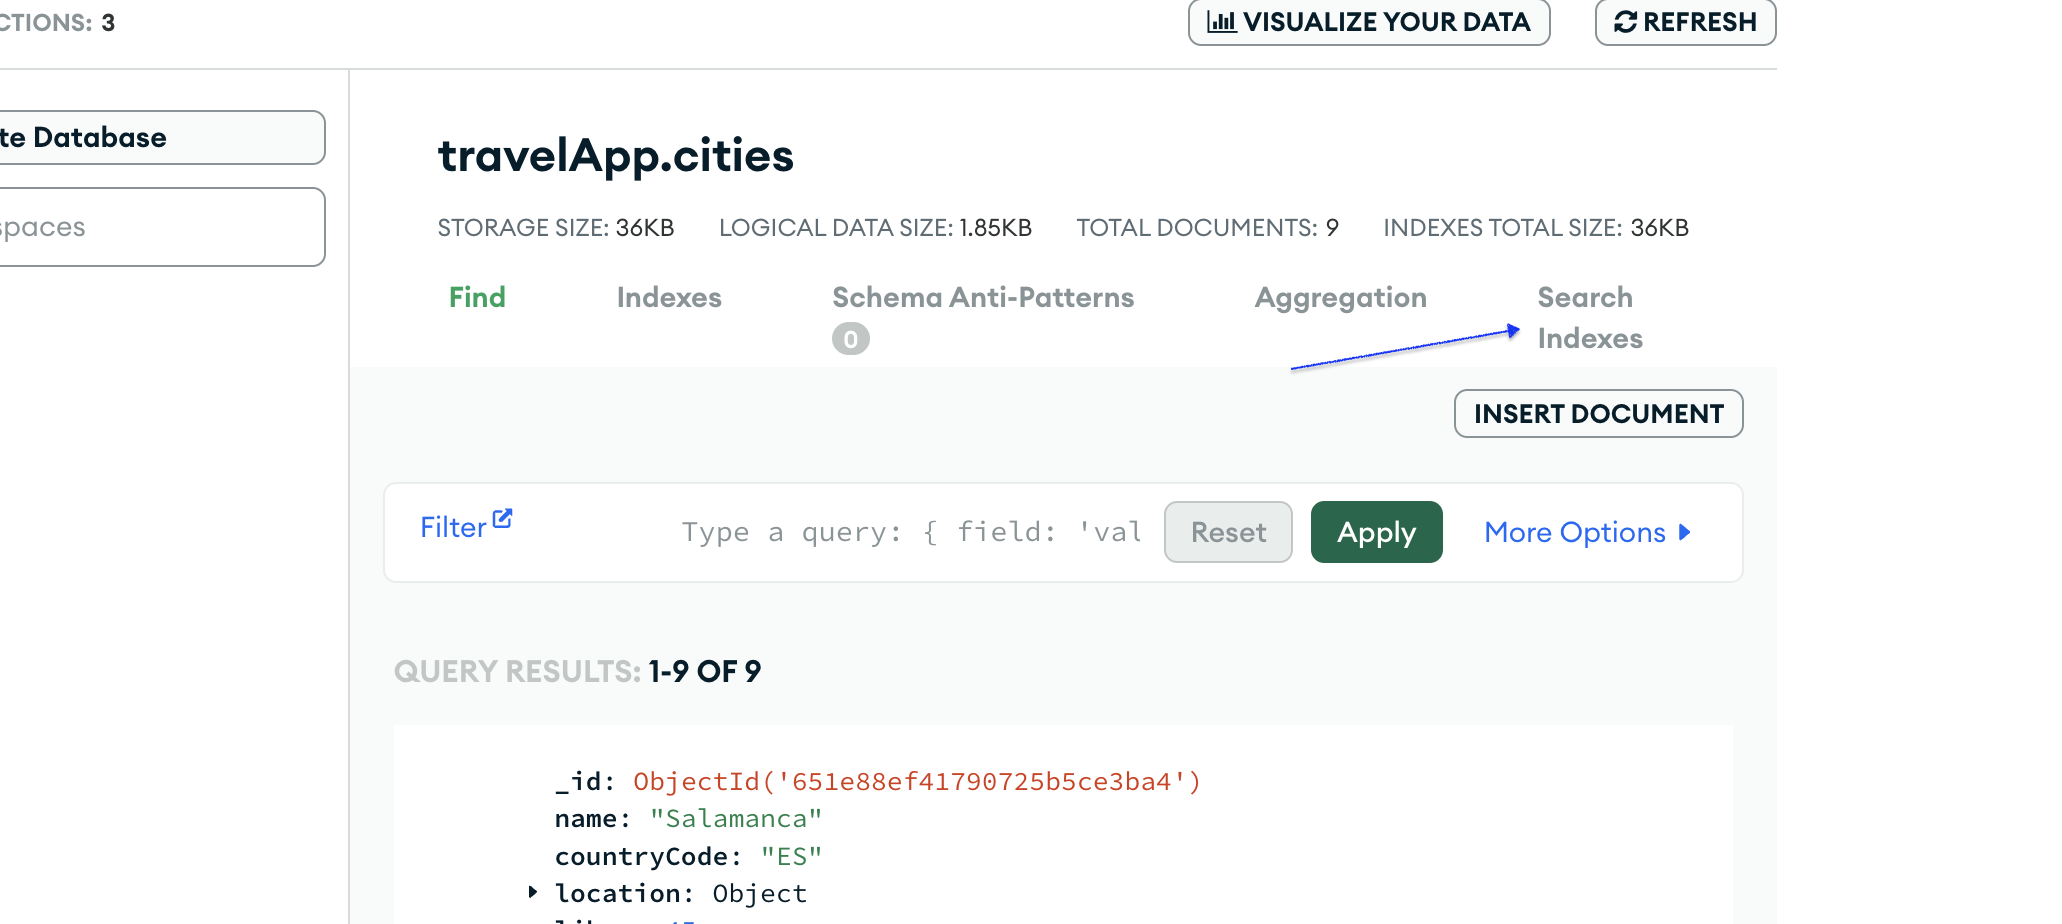 CTIONS: 3
VISUALIZE YOUR DATA
REFRESH
te Database
spaces
travelApp.cities
STORAGE SIZE: 36KB LOGICAL DATA SIZE: 1.85KB TOTAL DOCUMENTS: 9 INDEXES TOTAL SIZE: 36KB
Find Indexes Schema Anti-Patterns Aggregation Search
0 Indexes
INSERT DOCUMENT
Filter Type a query: { field: 'val Reset Apply More Options
QUERY RESULTS: 1-9 OF 9
_id: ObjectId('651e88ef41790725b5ce3ba4')
name: "Salamanca"
countryCode: "ES"
location: Object